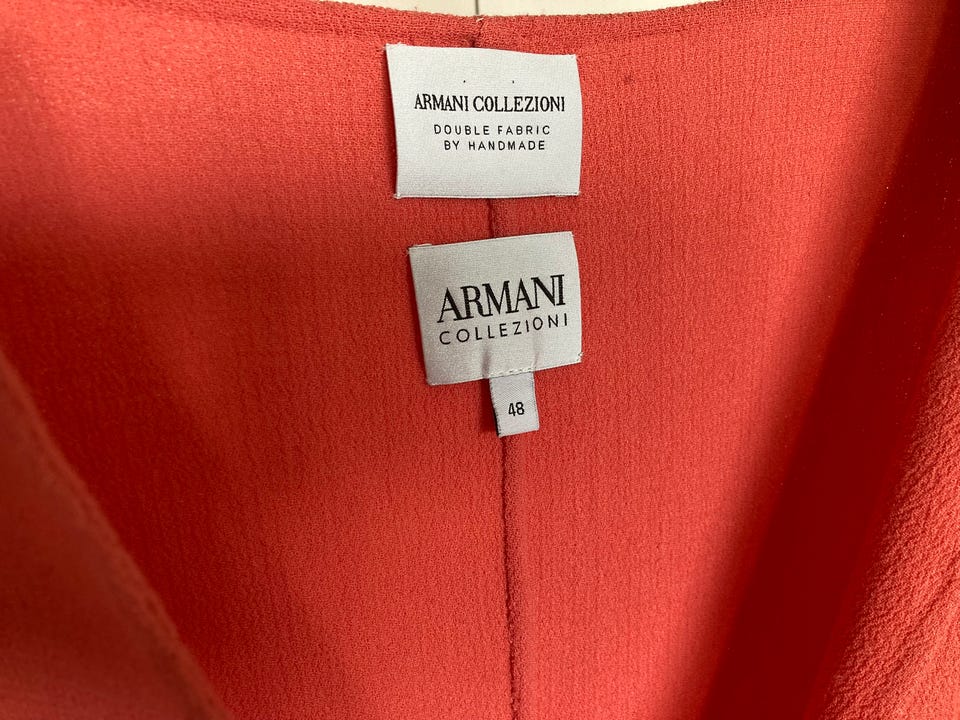 ARMANI COLLEZIONI
DOUBLE FABRIC
BY HANDMADE
ARMANI
COLLEZIONI
48